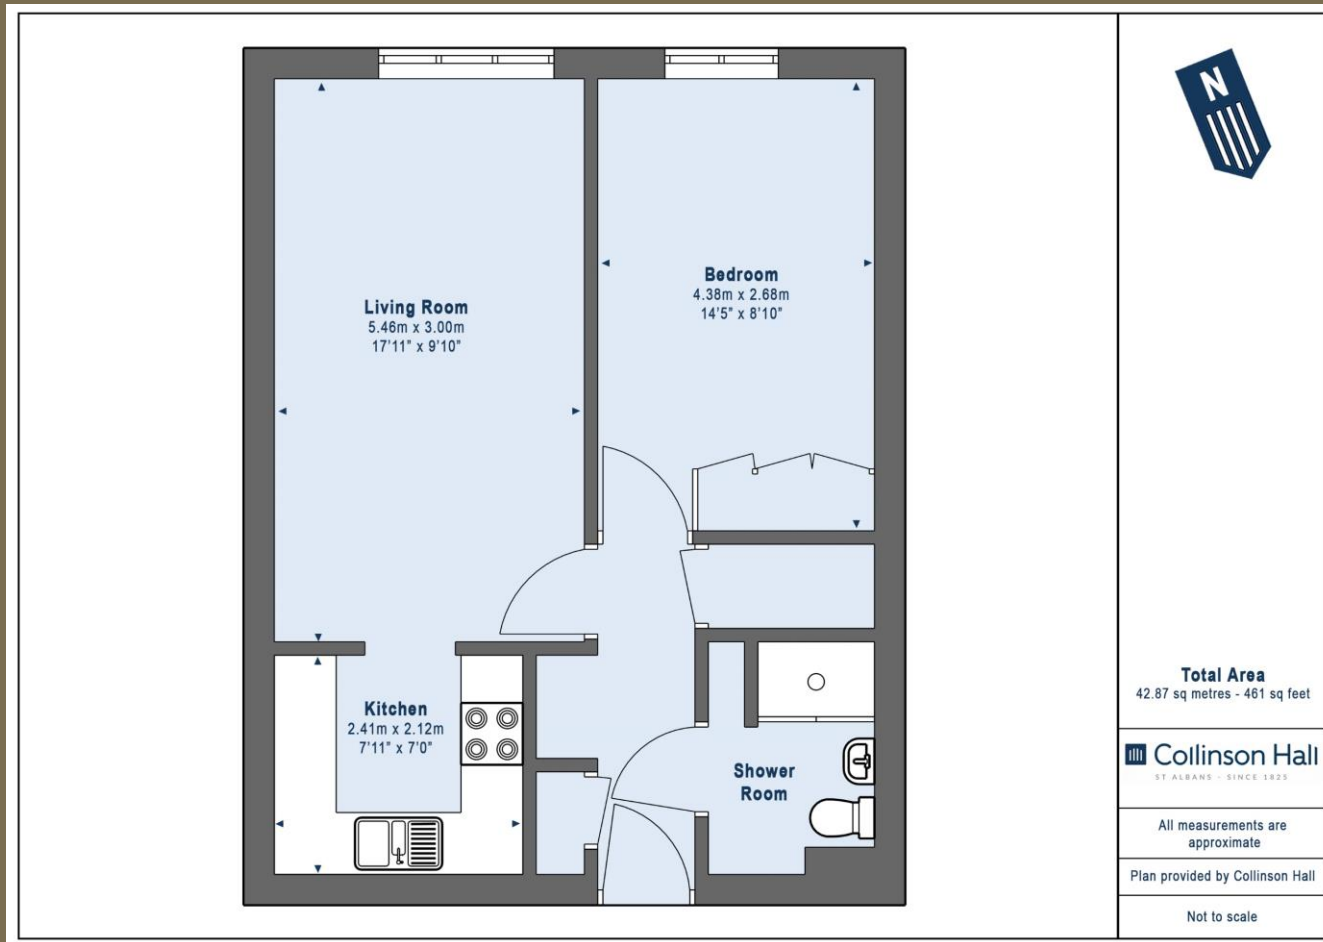 N
Living Room
5.46m x 3.00m
17'11" x 9'10"
Bedroom
4.38m x 2.68m
14'5" x 8'10"
Kitchen
2.41m x 2.12m
7'11" x 7'0"
Shower
Room
Total Area
42.87 sq metres - 461 sq feet
Collinson Hall
ST ALBANS - SINCE 1825
All measurements are
approximate
Plan provided by Collinson Hall
Not to scale